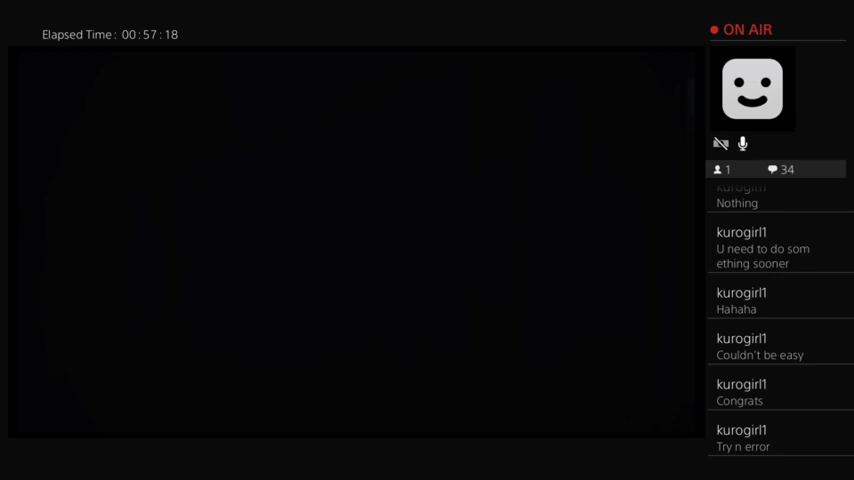 Elapsed Time: 00:57:18
ON AIR
1
34
kurogirl1
Nothing
kurogirl1
U need to do som
ething sooner
kurogirl1
Hahaha
kurogirl1
Couldn't be easy
kurogirl1
Congrats
kurogirl1
Try n error